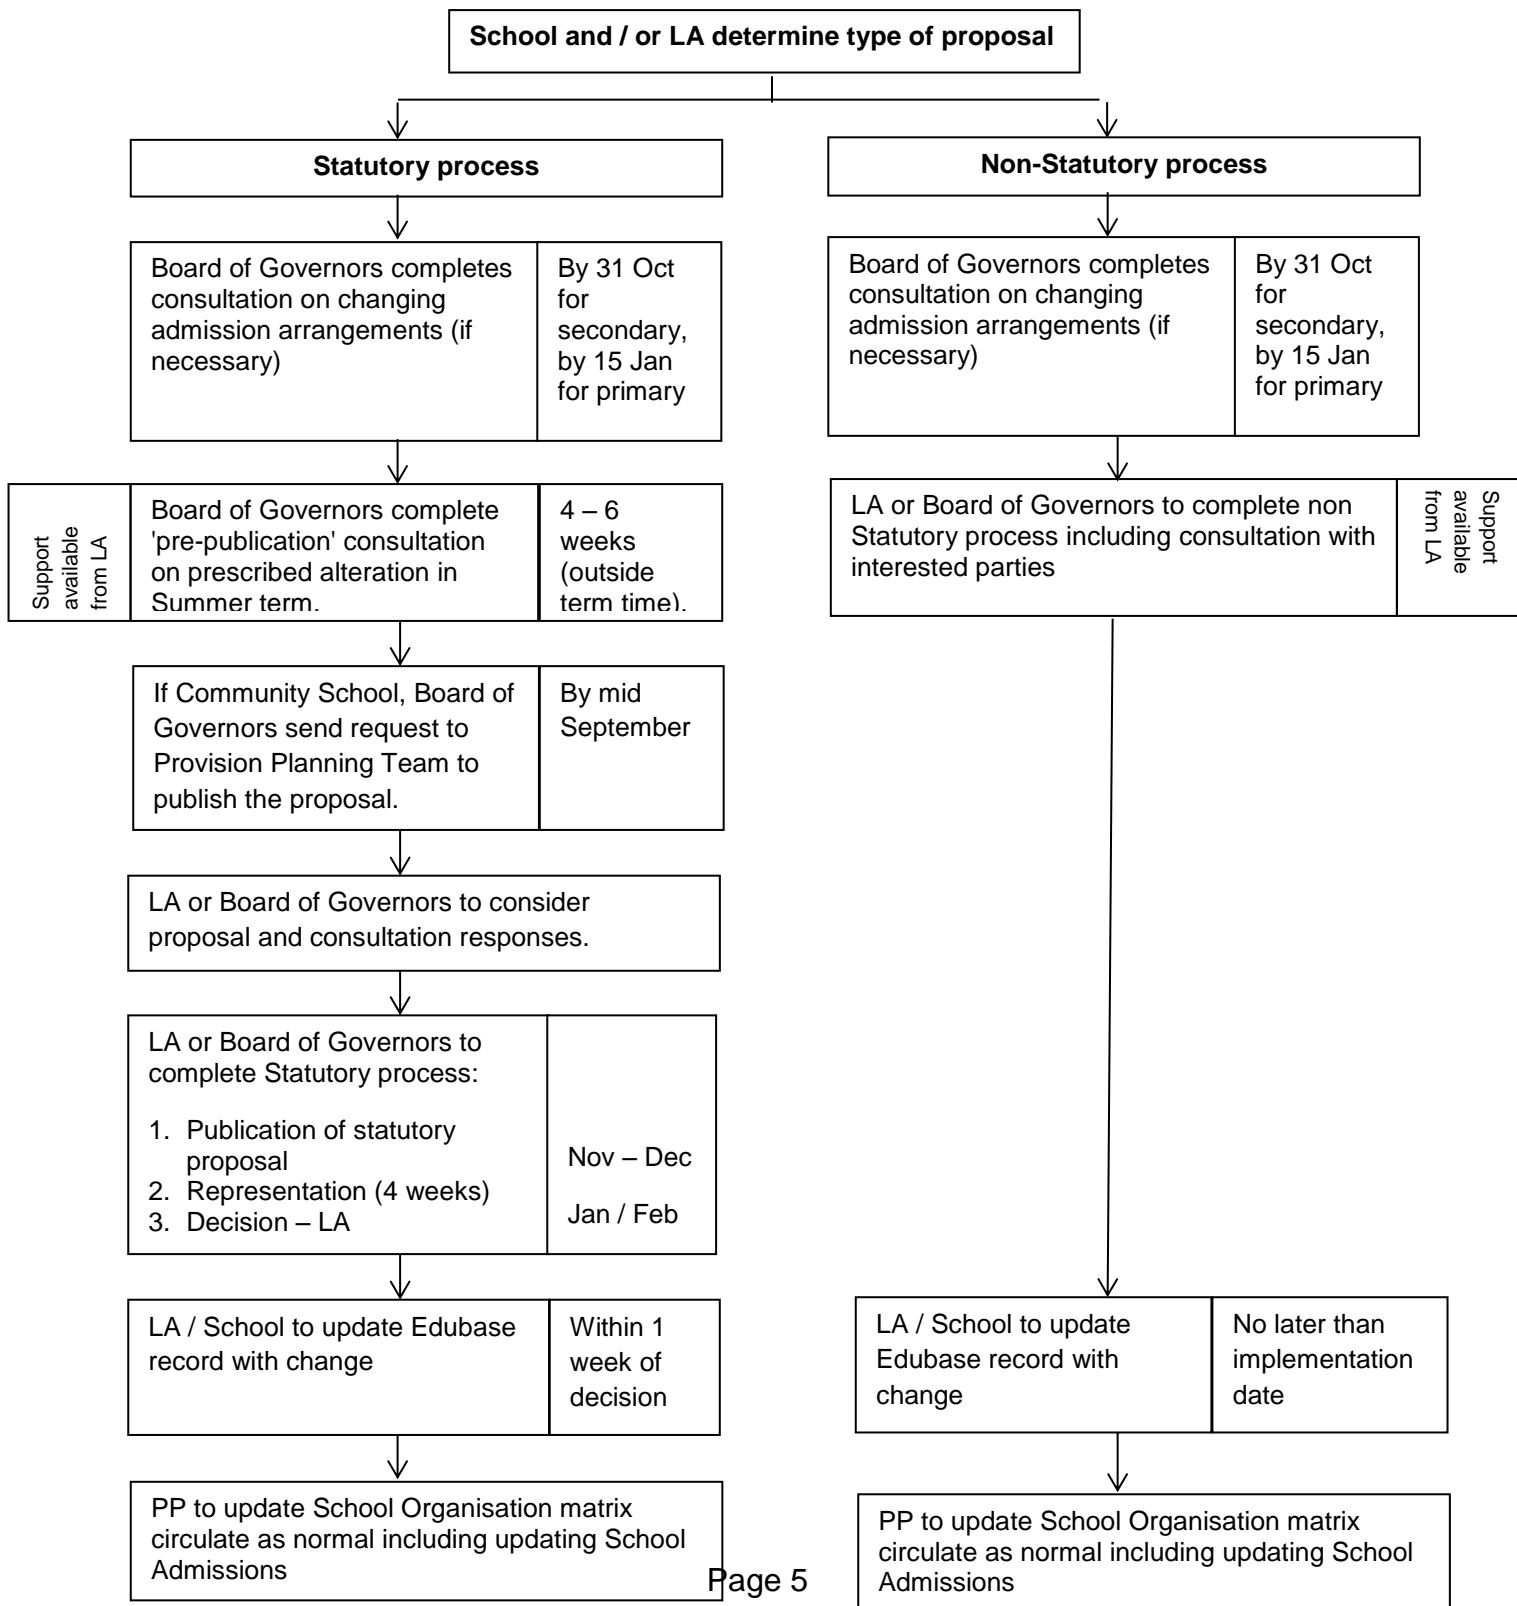 School and / or LA determine type of proposal
Statutory process
Non-Statutory process
Board of Governors completes
consultation on changing
admission arrangements (if
necessary)
By 31 Oct
for
secondary,
by 15 Jan
for primary
Board of Governors completes
consultation on changing
admission arrangements (if
necessary)
By 31 Oct
for
secondary,
by 15 Jan
for primary
Support
available
from LA
Board of Governors complete
'pre-publication' consultation
on prescribed alteration in
Summer term.
4 – 6
weeks
(outside
term time).
LA or Board of Governors to complete non
Statutory process including consultation with
interested parties
Support
available
from LA
If Community School, Board of
Governors send request to
Provision Planning Team to
publish the proposal.
By mid
September
LA or Board of Governors to consider
proposal and consultation responses.
LA or Board of Governors to
complete Statutory process:
1. Publication of statutory
proposal
2. Representation (4 weeks)
3. Decision – LA
Nov – Dec
Jan / Feb
LA / School to update Edubase
record with change
Within 1
week of
decision
LA / School to update
Edubase record with
change
No later than
implementation
date
PP to update School Organisation matrix
circulate as normal including updating School
Admissions
PP to update School Organisation matrix
circulate as normal including updating School
Admissions
Page 5